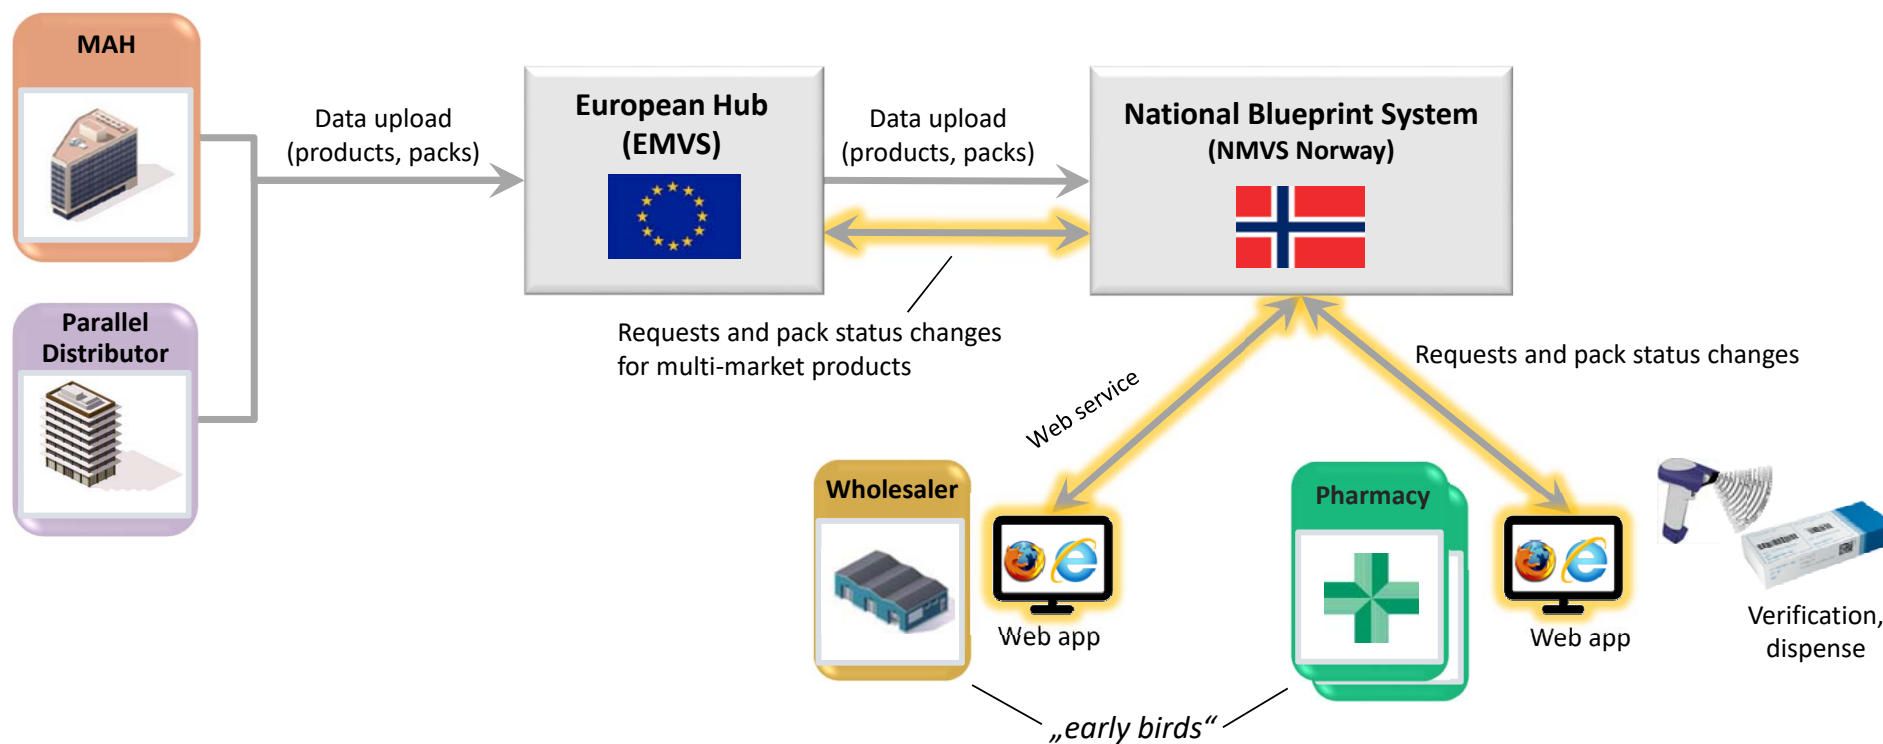 MAH
Data upload
(products, packs)
European Hub
(EMVS)
Data upload
(products, packs)
National Blueprint System
(NMVS Norway)
Parallel
Distributor
Requests and pack status changes
for multi-market products
Requests and pack status changes
Web service
Wholesaler
Web app
Pharmacy
Web app
Verification,
dispense
„early birds“